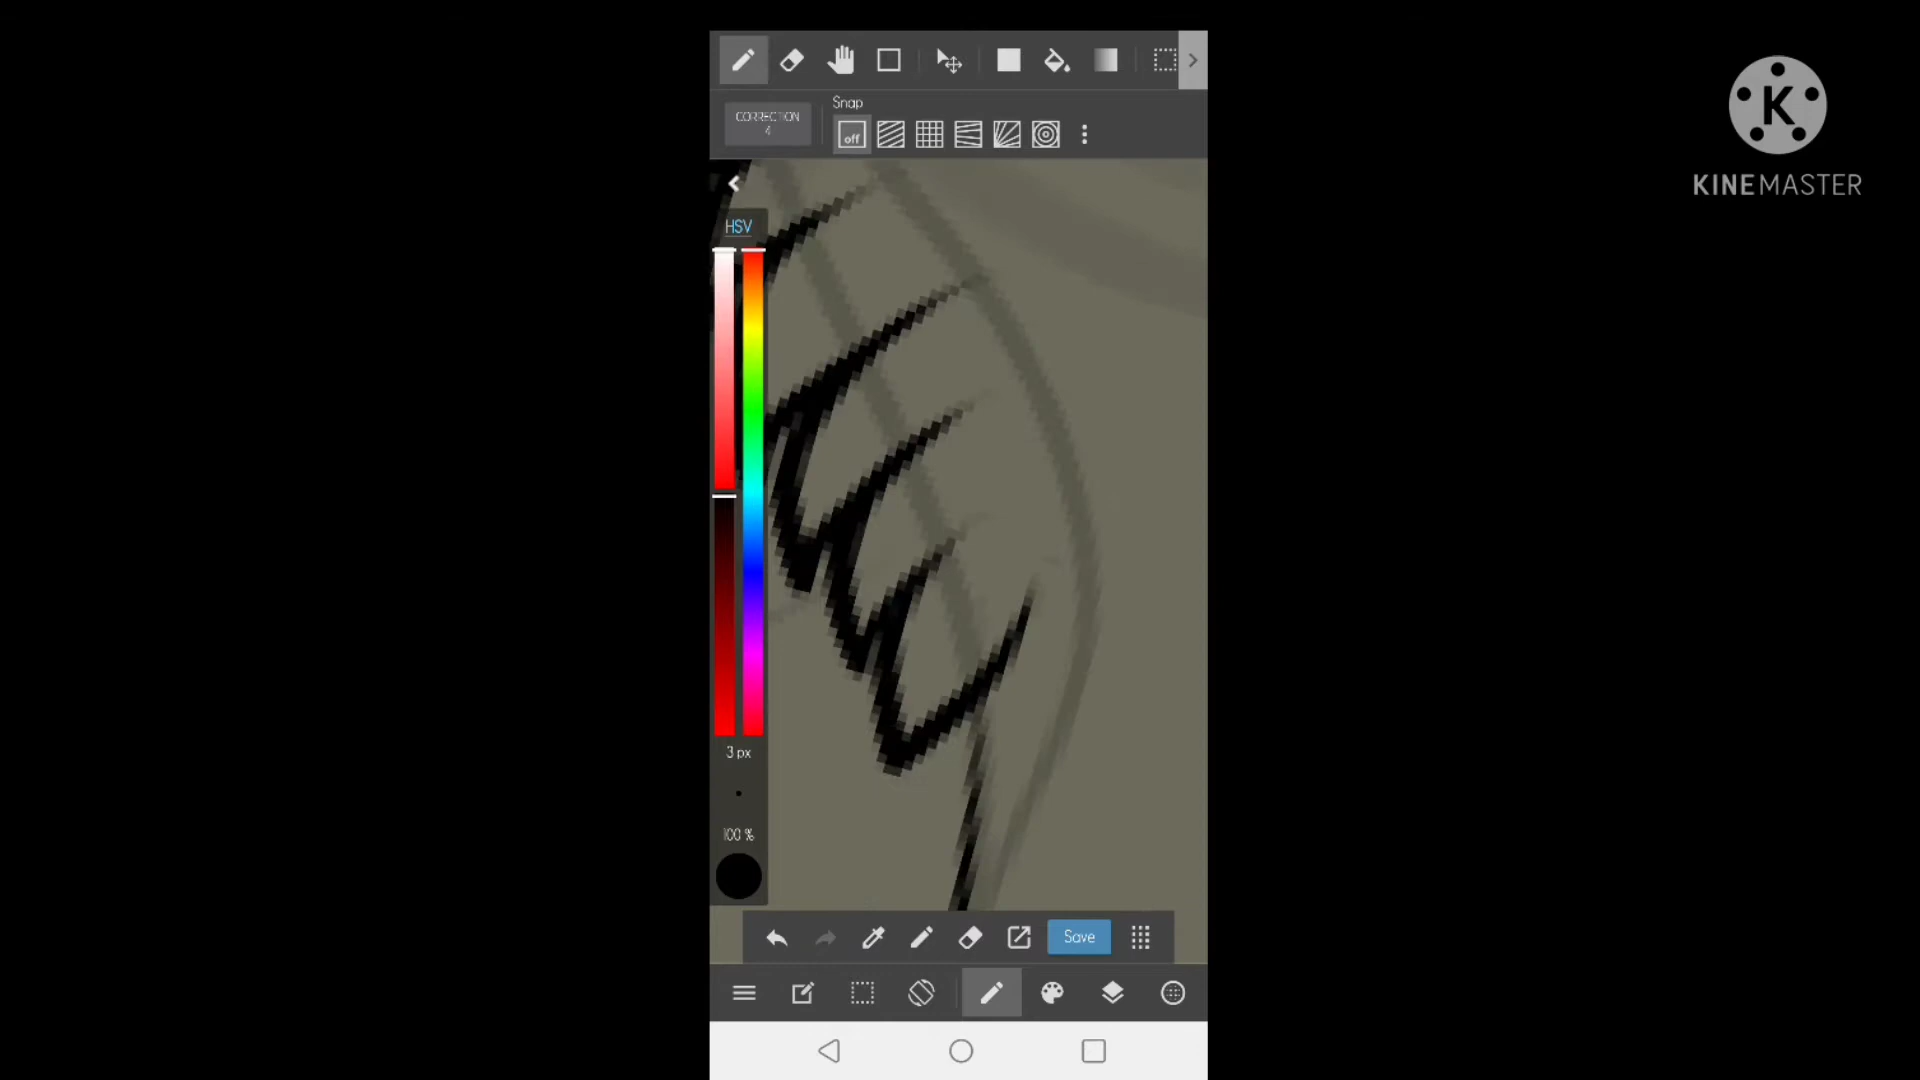 Snap
CORRECTION
4
off
K
KINEMASTER
HSV
3 px
100 %
Save